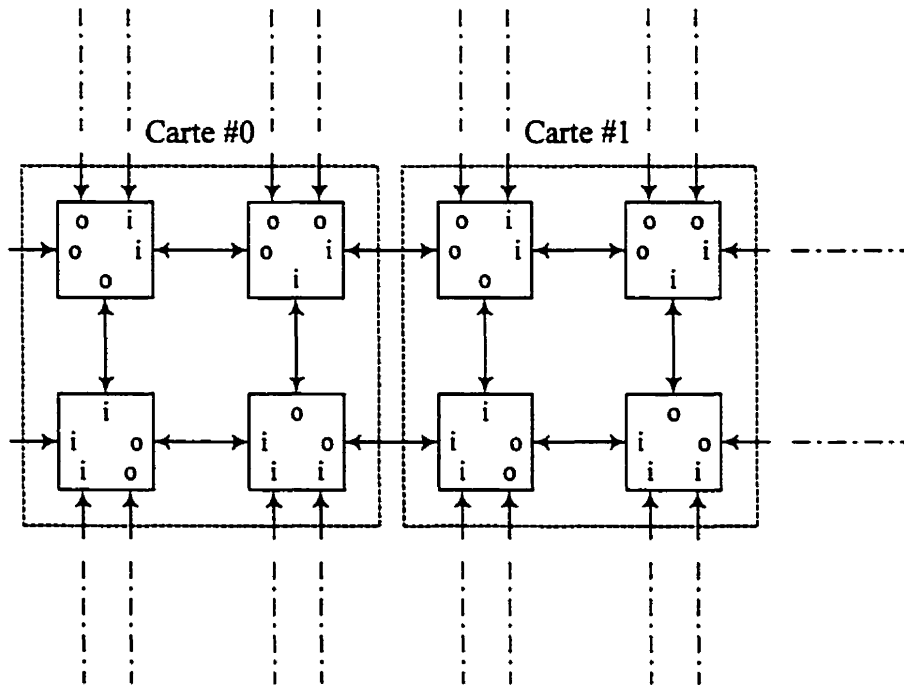 Carte #0 Carte #1
o i o o o i o o
o i o i o i o i
o i o i
i o i o
i o i o i o i o
i o i i i o i i